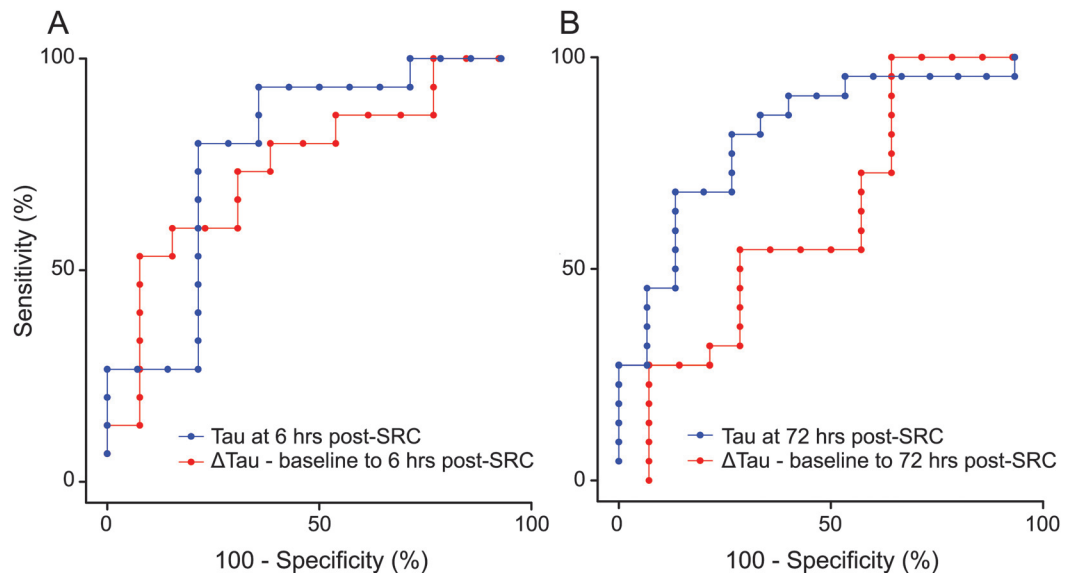 A
B
100
50
0
Sensitivity (%)
Tau at 6 hrs post-SRC
ΔTau - baseline to 6 hrs post-SRC
0 50 100
100 - Specificity (%)
100
50
0
Tau at 72 hrs post-SRC
ΔTau - baseline to 72 hrs post-SRC
0 50 100
100 - Specificity (%)